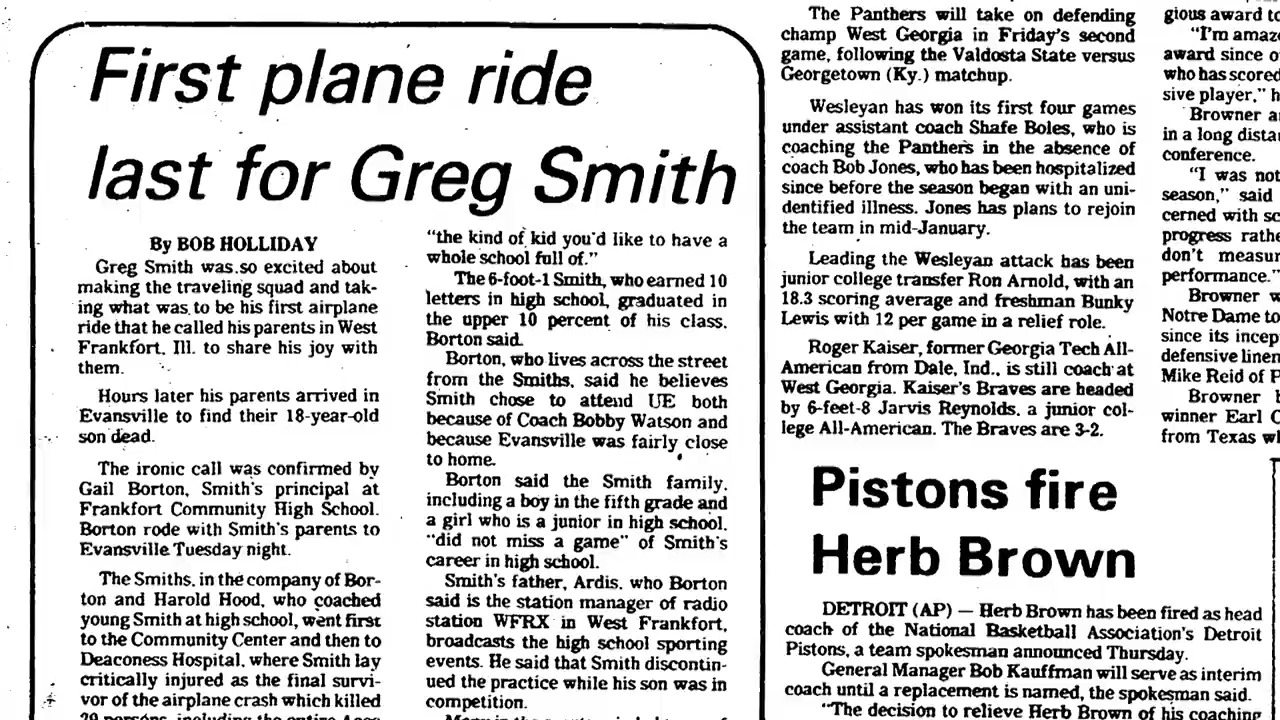 First plane ride
last for Greg Smith
By BOB HOLLIDAY
Greg Smith was so excited about
making the traveling squad and tak-
ing what was to be his first airplane
ride that he called his parents in West
Frankfort, Ill. to share his joy with
them.
Hours later his parents arrived in
Evansville to find their 18-year-old
son dead.
The ironic call was confirmed by
Gail Borton, Smith's principal at
Frankfort Community High School.
Borton rode with Smith's parents to
Evansville Tuesday night.
The Smiths, in the company of Bor-
ton and Harold Hood, who coached
young Smith at high school, went first
to the Community Center and then to
Deaconess Hospital, where Smith lay
critically injured as the final survi-
vor of the airplane crash which killed
29 persons, including the entire Aces
"the kind of kid you'd like to have a
whole school full of."
The 6-foot-1 Smith, who earned 10
letters in high school, graduated in
the upper 10 percent of his class,
Borton said.
Borton, who lives across the street
from the Smiths, said he believes
Smith chose to attend UE both
because of Coach Bobby Watson and
because Evansville was fairly close
to home.
Borton said the Smith family,
including a boy in the fifth grade and
a girl who is a junior in high school,
"did not miss a game" of Smith's
career in high school.
Smith's father, Ardis, who Borton
said is the station manager of radio
station WFRX in West Frankfort,
broadcasts the high school sporting
events. He said that Smith discontin-
ued the practice while his son was in
competition.
The Panthers will take on defending
champ West Georgia in Friday's second
game, following the Valdosta State versus
Georgetown (Ky.) matchup.
Wesleyan has won its first four games
under assistant coach Shafe Boles, who is
coaching the Panthers in the absence of
coach Bob Jones, who has been hospitalized
since before the season began with an uni-
dentified illness. Jones has plans to rejoin
the team in mid-January.
Leading the Wesleyan attack has been
junior college transfer Ron Arnold, with an
18.3 scoring average and freshman Bunky
Lewis with 12 per game in a relief role.
Roger Kaiser, former Georgia Tech All-
American from Dale, Ind., is still coach at
West Georgia. Kaiser's Braves are headed
by 6-feet-8 Jarvis Reynolds, a junior col-
lege All-American. The Braves are 3-2.
Pistons fire
Herb Brown
DETROIT (AP) — Herb Brown has been fired as head
coach of the National Basketball Association's Detroit
Pistons, a team spokesman announced Thursday.
General Manager Bob Kauffman will serve as interim
coach until a replacement is named, the spokesman said.
"The decision to relieve Herb Brown of his coaching
gious award to
"I'm amaz
award since o
who has scored
sive player," h
Browner a
in a long dista
conference.
"I was not
season," said
cerned with sc
progress rathe
don't measur
performance."
Browner w
Notre Dame to
since its incep
defensive linem
Mike Reid of P
Browner b
winner Earl C
from Texas wh